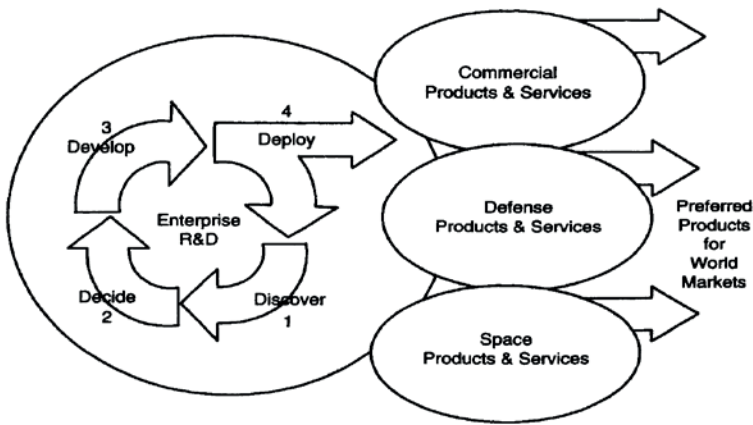 Commercial
Products & Services
4
Deploy
3
Develop
Enterprise
R&D
Defense
Products & Services
Preferred
Products
for
World
Markets
Decide
2
Discover
1
Space
Products & Services